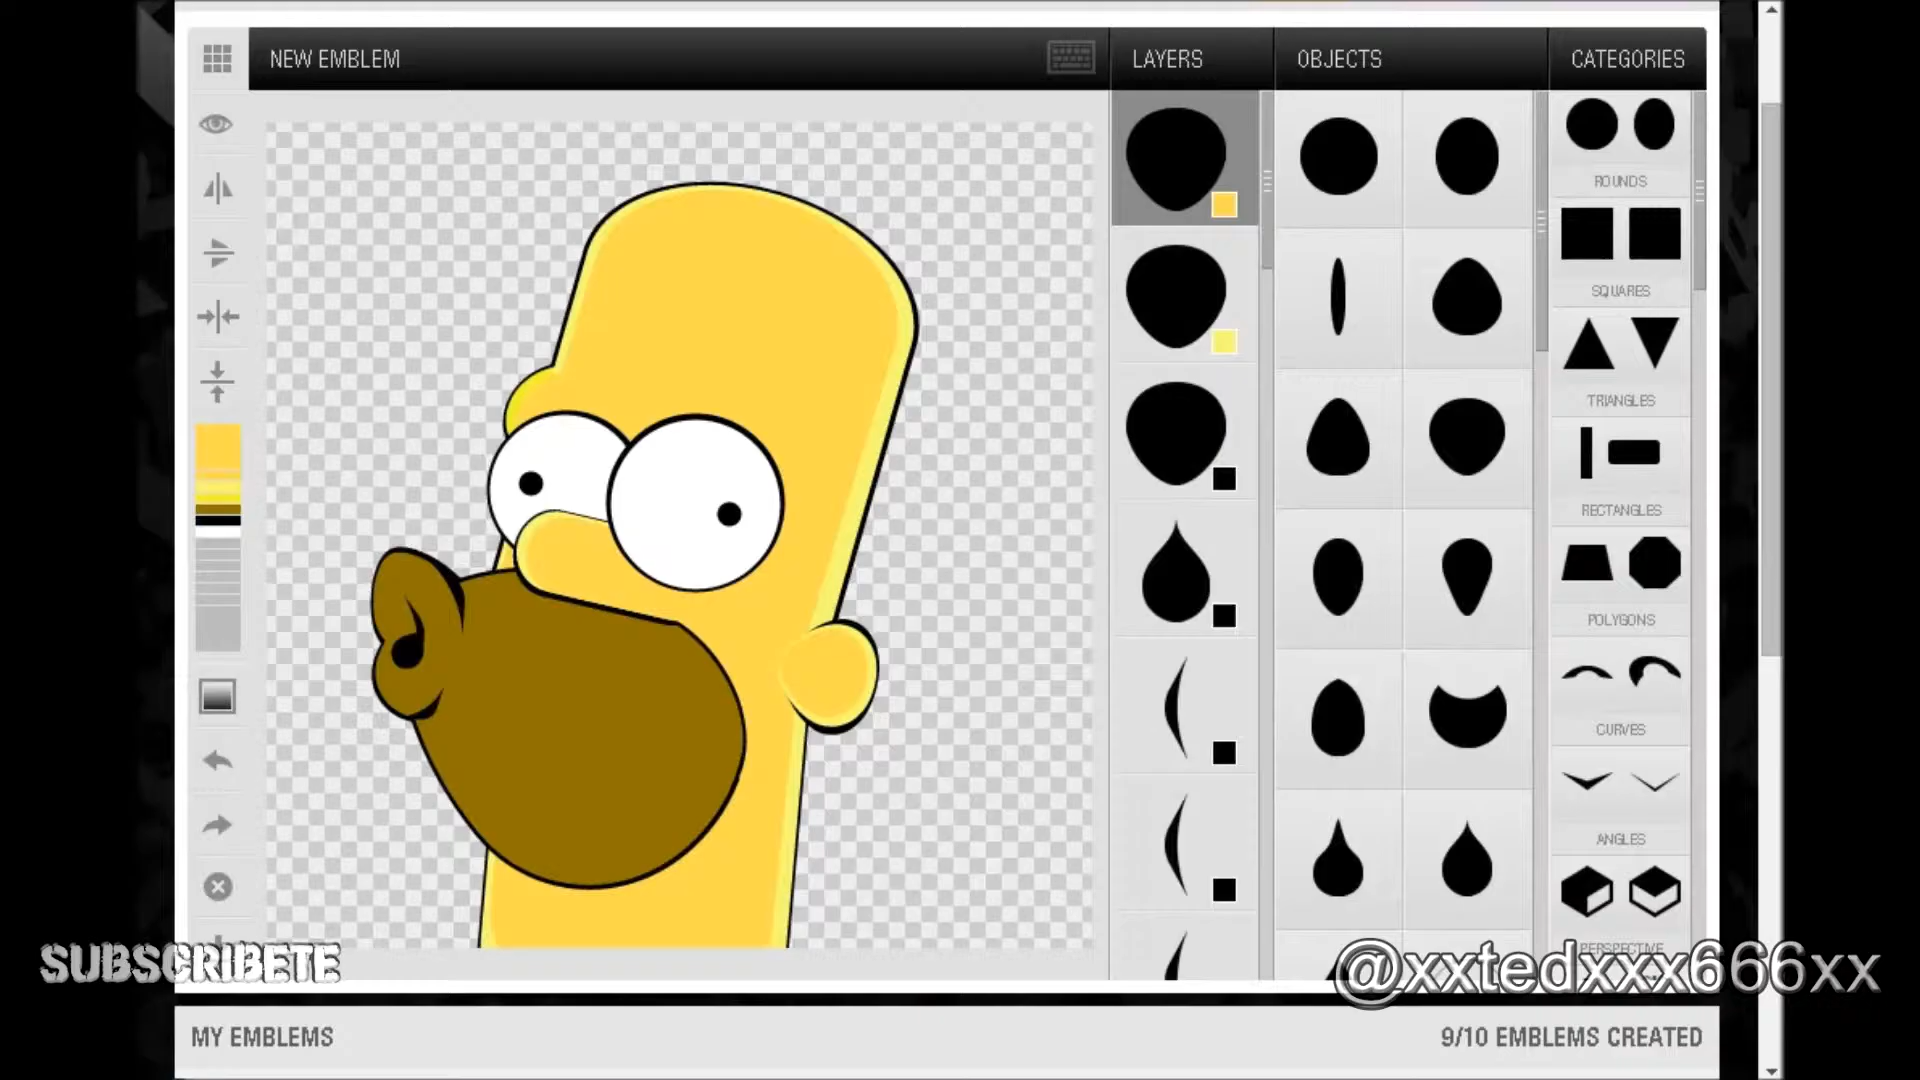 NEW EMBLEM
LAYERS
OBJECTS
CATEGORIES
ROUNDS
SQUARES
TRIANGLES
RECTANGLES
POLYGONS
CURVES
ANGLES
PERSPECTIVE
SUBSCRIBETE
@xxtedxxx666xx
MY EMBLEMS
9/10 EMBLEMS CREATED